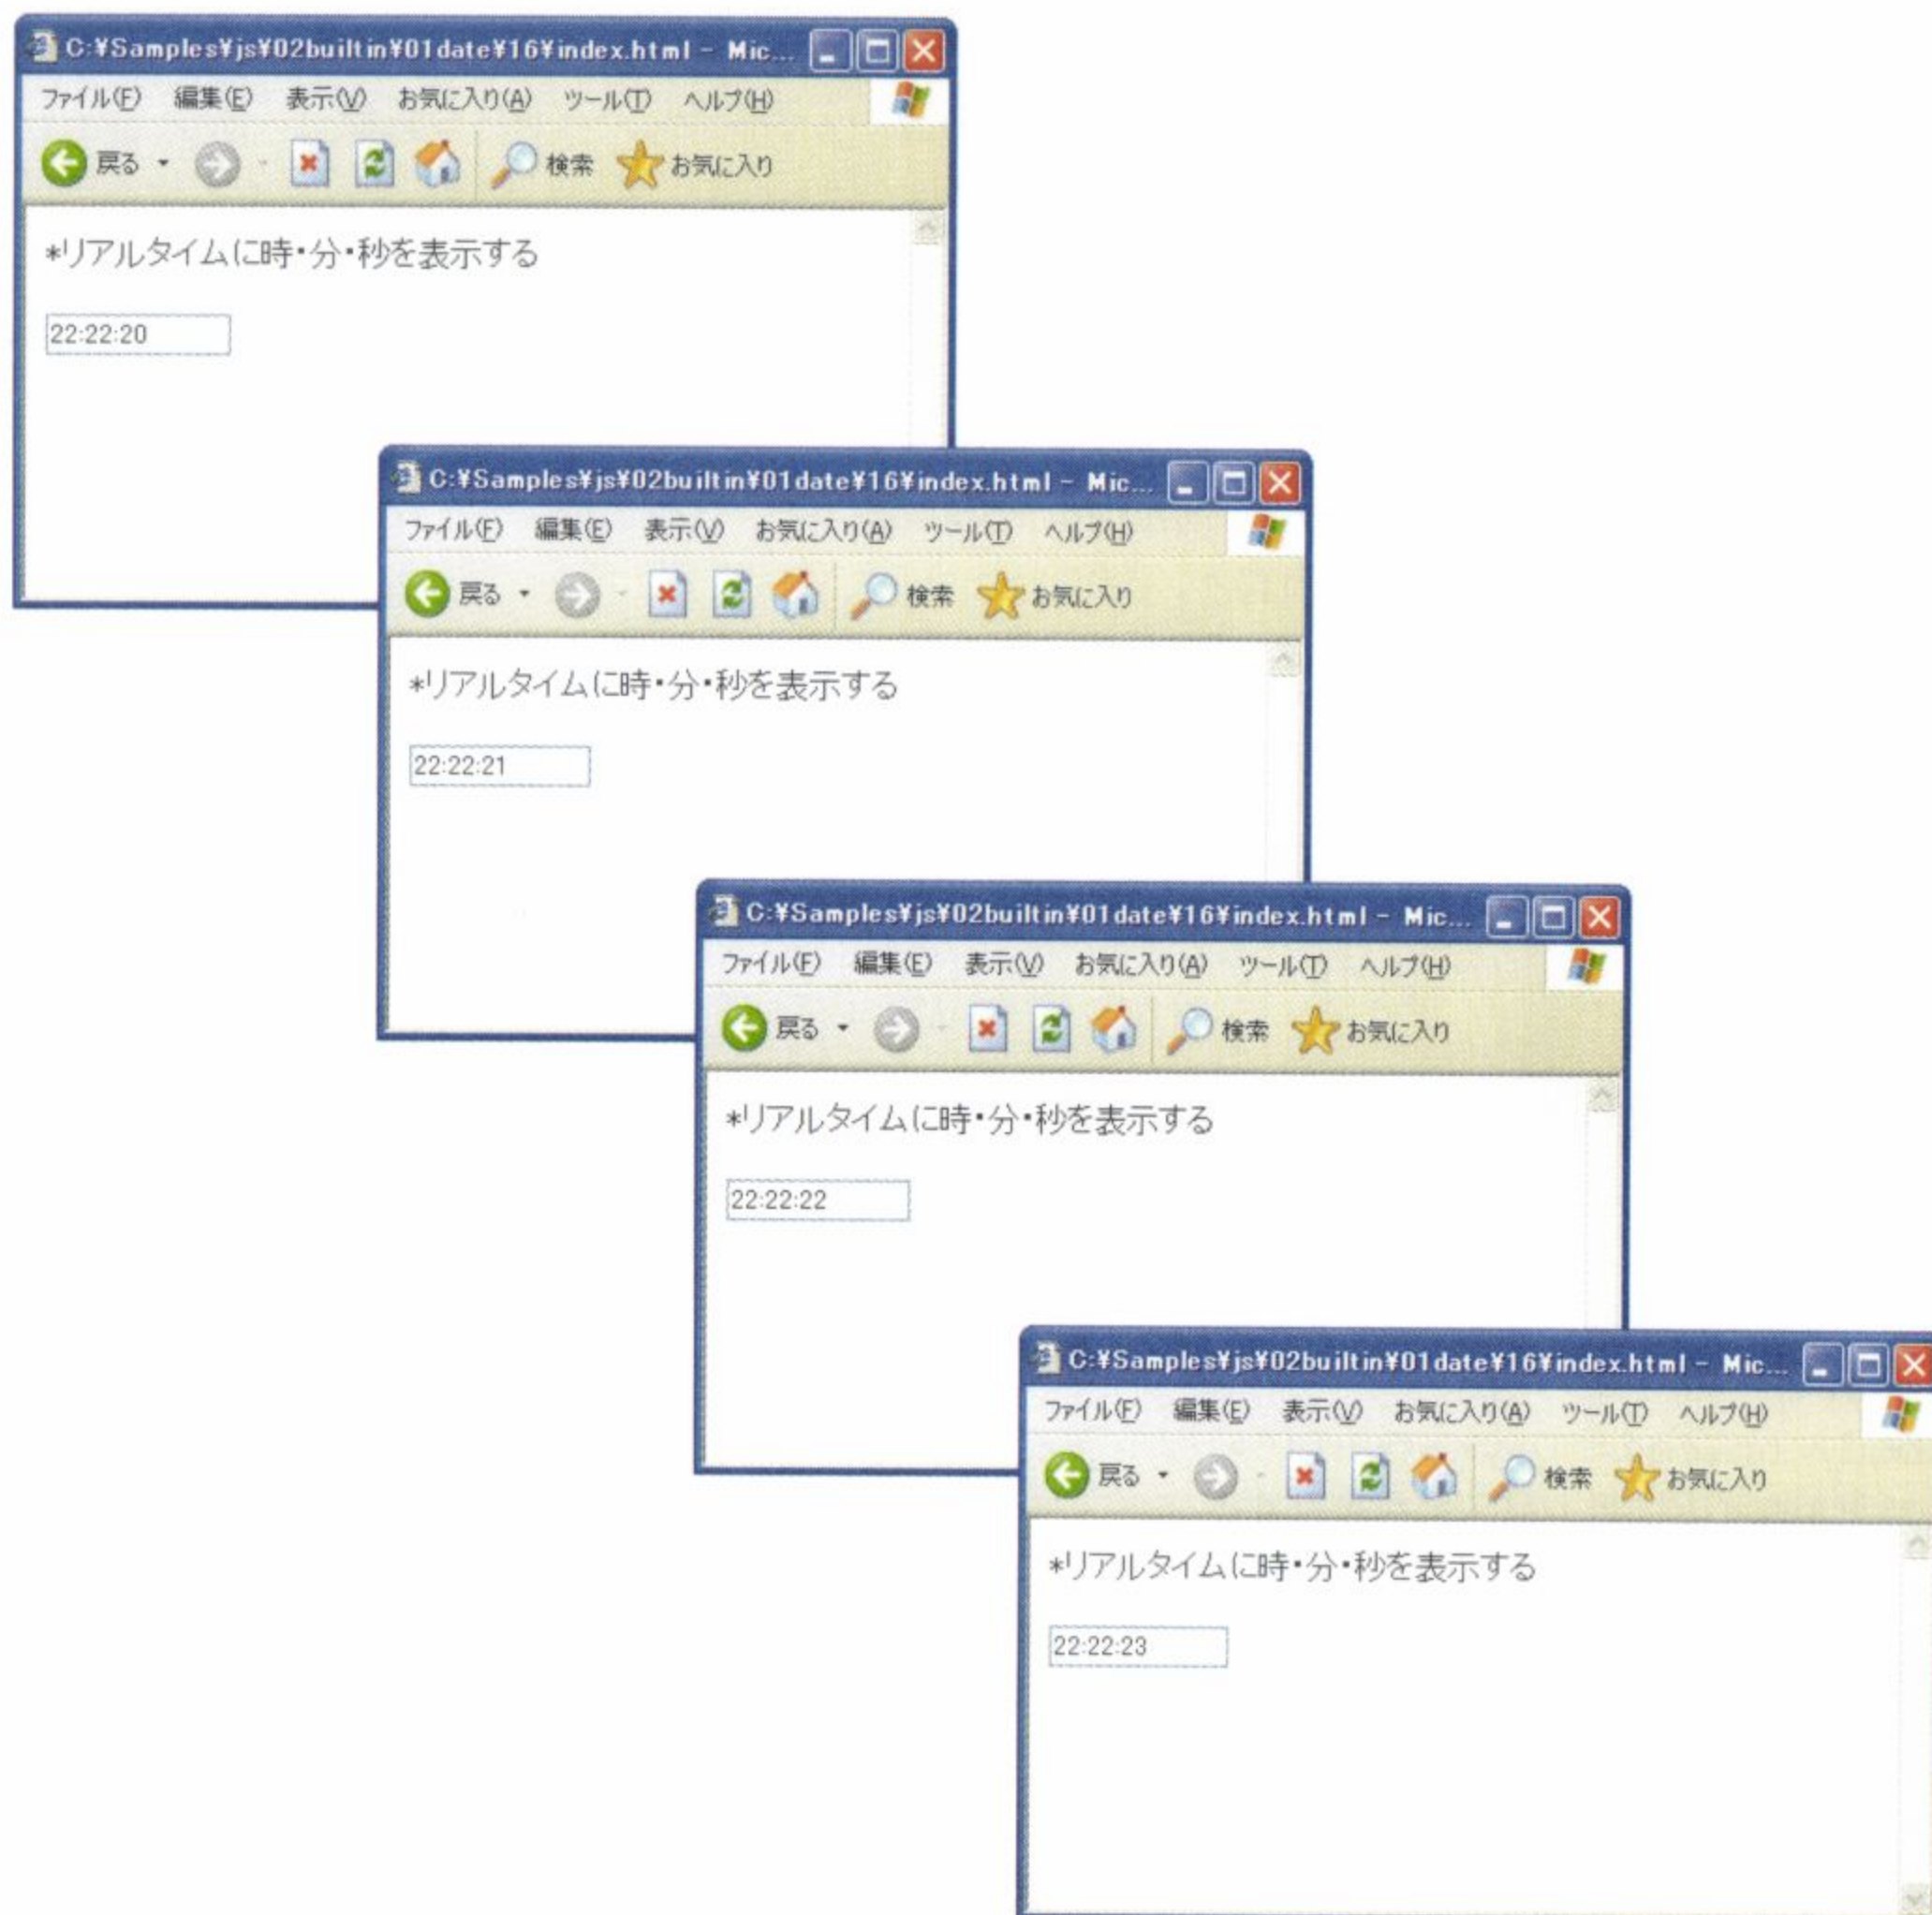 C:¥Samples¥js¥02builtin¥01date¥16¥index.html - Mic...
ファイル(F) 編集(E) 表示(V) お気に入り(A) ツール(T) ヘルプ(H)
戻る 検索 お気に入り
*リアルタイムに時・分・秒を表示する
22:22:20
C:¥Samples¥js¥02builtin¥01date¥16¥index.html - Mic...
ファイル(F) 編集(E) 表示(V) お気に入り(A) ツール(T) ヘルプ(H)
戻る 検索 お気に入り
*リアルタイムに時・分・秒を表示する
22:22:21
C:¥Samples¥js¥02builtin¥01date¥16¥index.html - Mic...
ファイル(F) 編集(E) 表示(V) お気に入り(A) ツール(T) ヘルプ(H)
戻る 検索 お気に入り
*リアルタイムに時・分・秒を表示する
22:22:22
C:¥Samples¥js¥02builtin¥01date¥16¥index.html - Mic...
ファイル(F) 編集(E) 表示(V) お気に入り(A) ツール(T) ヘルプ(H)
戻る 検索 お気に入り
*リアルタイムに時・分・秒を表示する
22:22:23